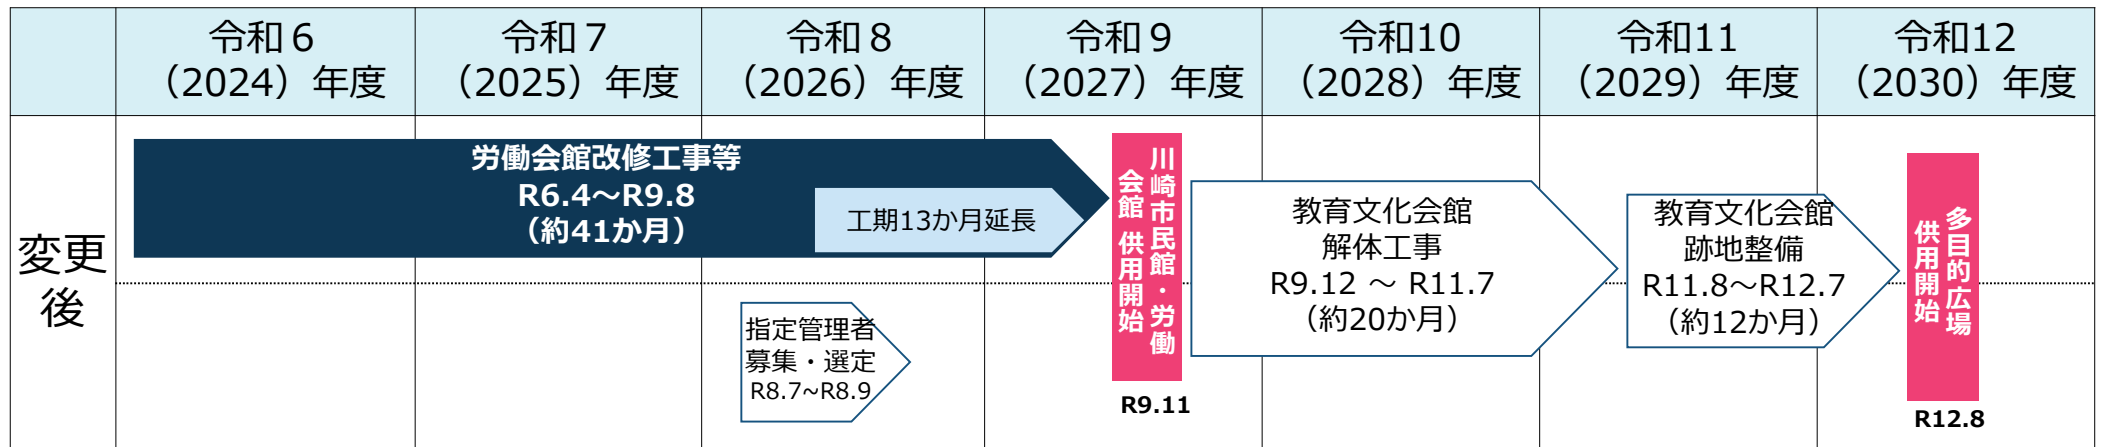 令和６
（2024）年度
令和７
（2025）年度
令和８
（2026）年度
令和９
（2027）年度
令和10
（2028）年度
令和11
（2029）年度
令和12
（2030）年度
変更
後
労働会館改修工事等
R6.4～R9.8
（約41か月）
工期13か月延長
指定管理者
募集・選定
R8.7~R8.9
川崎市民館・労働
会館 供用開始
R9.11
教育文化会館
解体工事
R9.12 ～ R11.7
（約20か月）
教育文化会館
跡地整備
R11.8～R12.7
（約12か月）
多目的広場
供用開始
R12.8